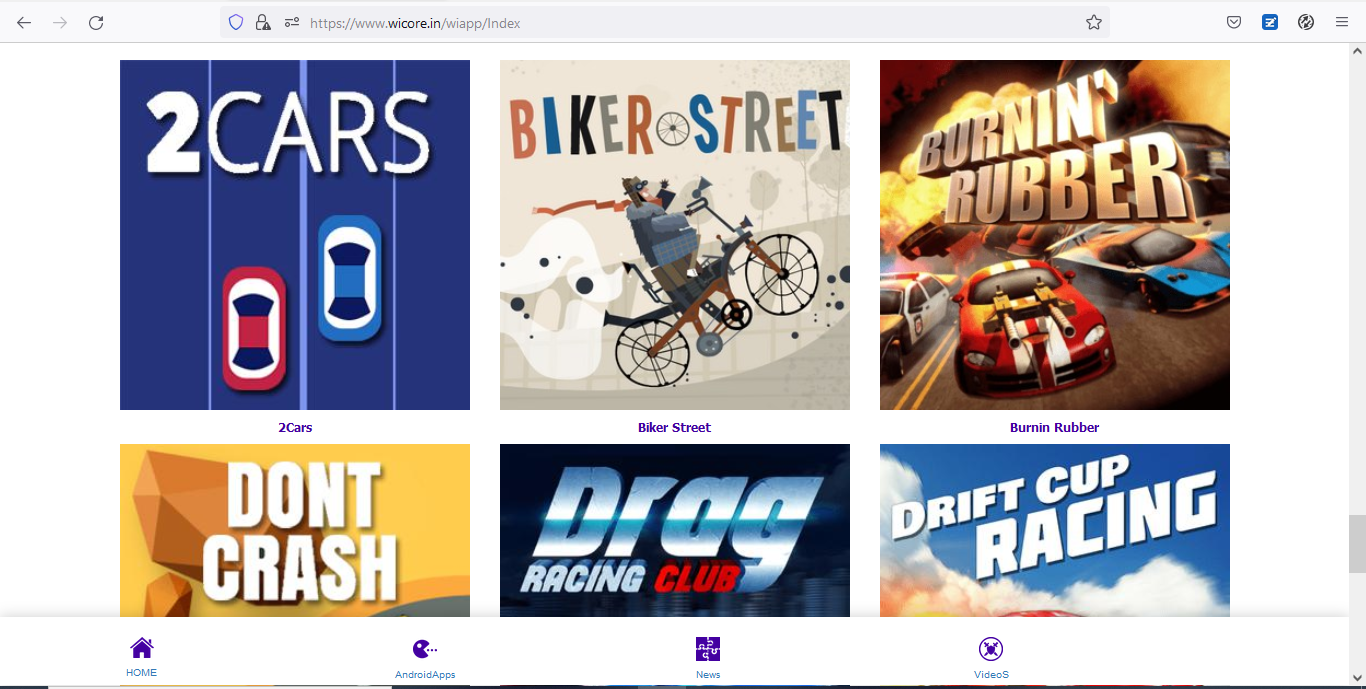 https://www.wicore.in/wiapp/Index
2CARS
BIKER STREET
BURNIN'
RUBBER
2Cars
Biker Street
Burnin Rubber
DONT
CRASH
Drag
RACING CLUB
DRIFT CUP
RACING
HOME
AndroidApps
News
VideoS